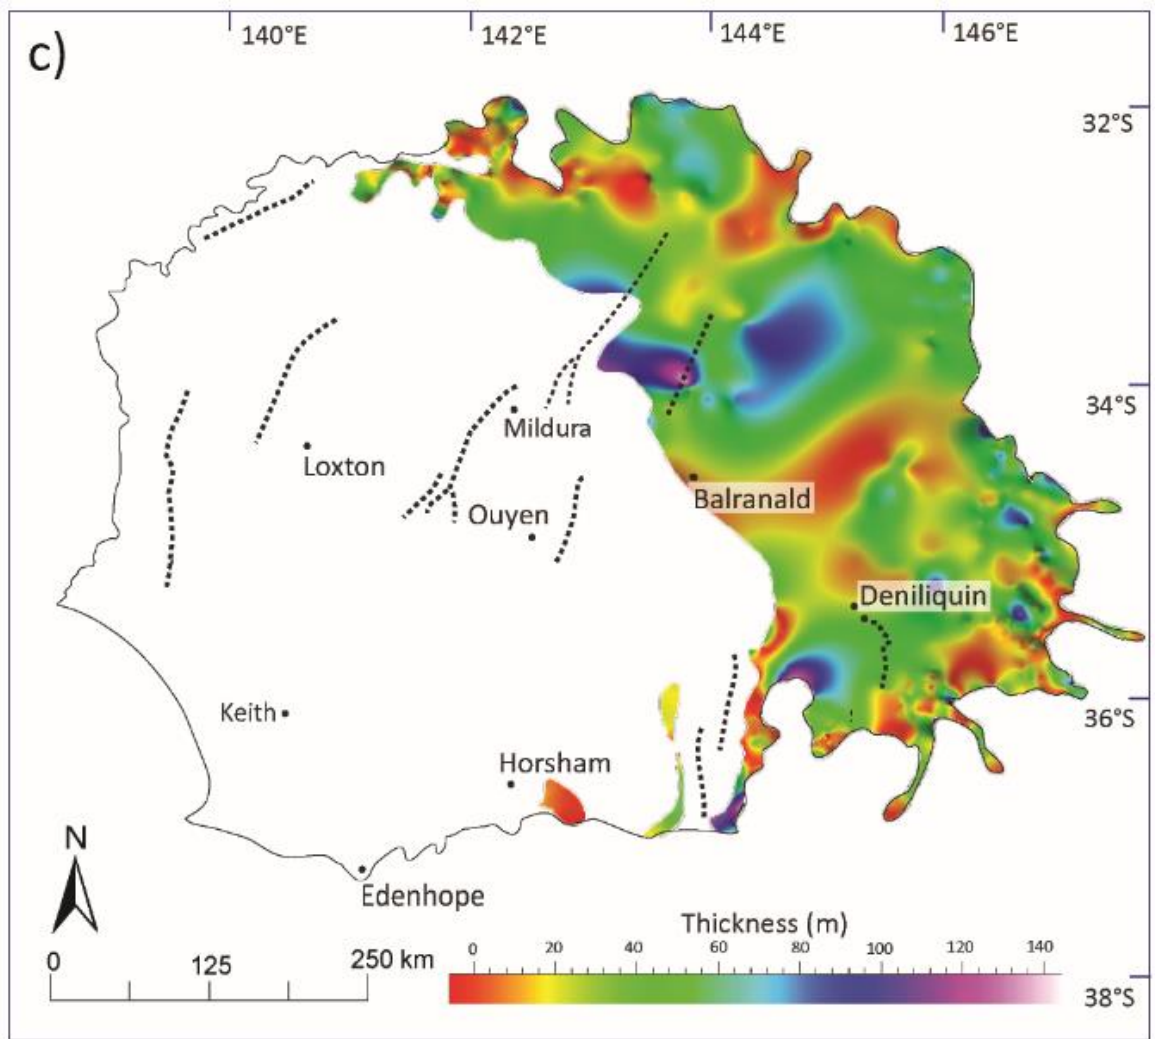 140°E 142°E 144°E 146°E
c)
32°S
34°S
Mildura
Loxton
Balranald
Ouyen
Deniliquin
Keith
36°S
Horsham
N
Edenhope
Thickness (m)
0 125 250 km
0 20 40 60 80 100 120 140
38°S